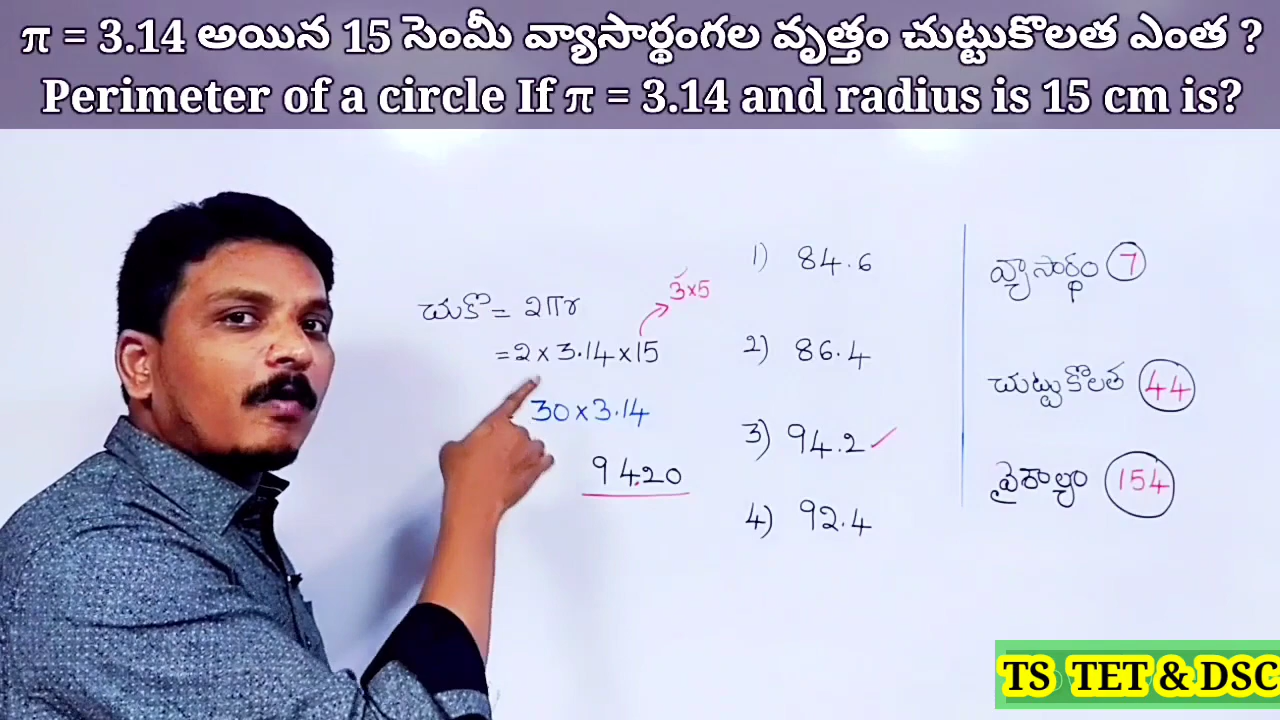 π = 3.14 అయిన 15 సెంమీ వ్యాసార్థంగల వృత్తం చుట్టుకొలత ఎంత ?
Perimeter of a circle If π = 3.14 and radius is 15 cm is?
చుకొ = 2πr
3×5
= 2 × 3.14 × 15
30 × 3.14
94.20
1) 84.6
2) 86.4
3) 94.2 ✓
4) 92.4
వ్యాసార్థం 7
చుట్టుకొలత 44
వైశాల్యం 154
TS TET & DSC